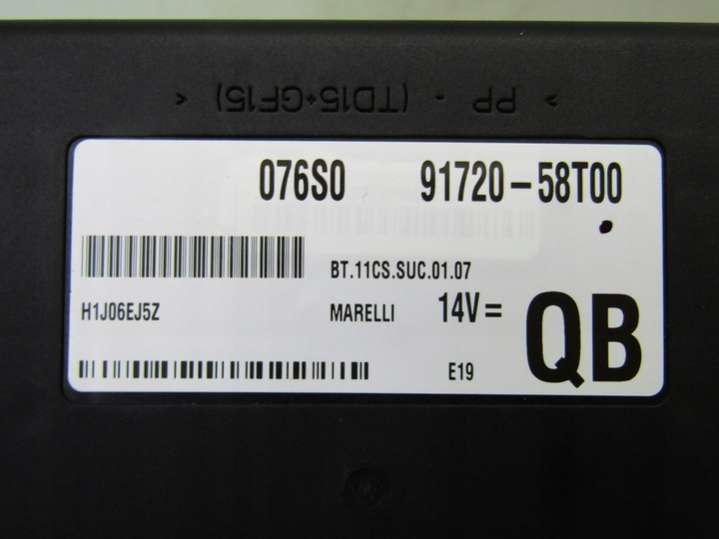 > PP - (TD15+GF15) <
076S0 91720-58T00
BT.11CS.SUC.01.07
H1J06EJ5Z MARELLI 14V= QB
E19